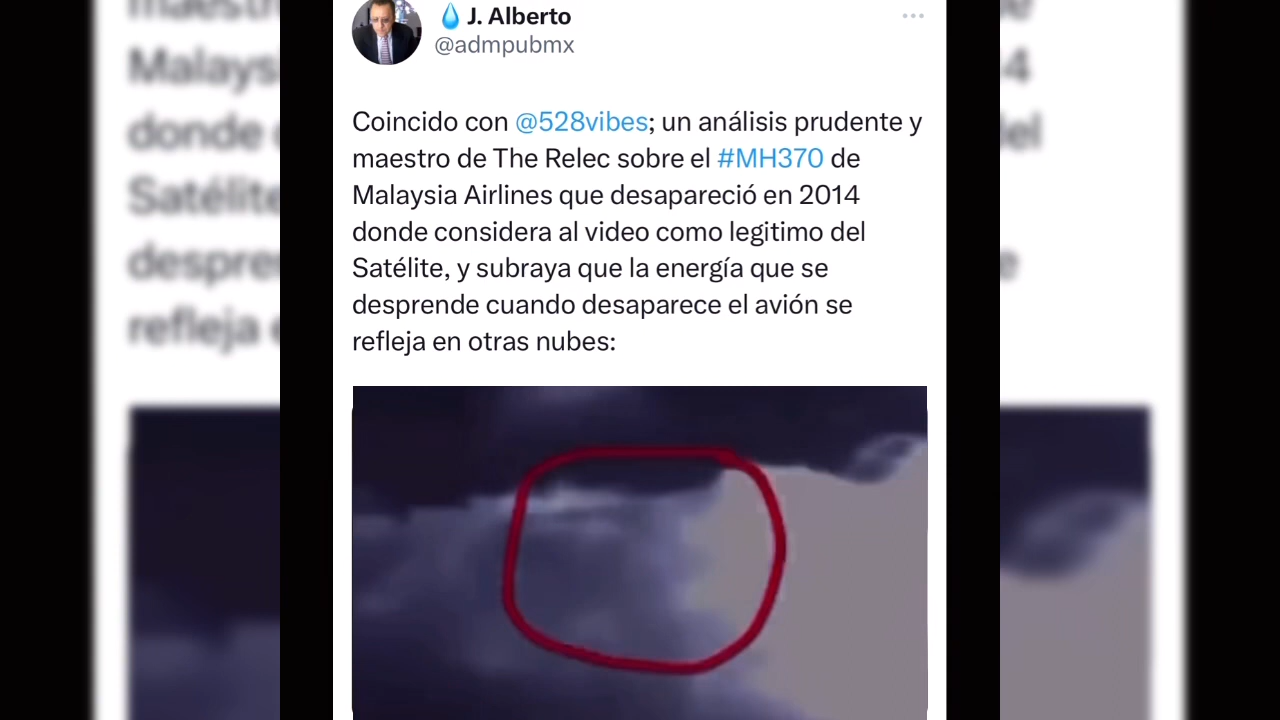 J. Alberto
@admpubmx
Coincido con @528vibes; un análisis prudente y
maestro de The Relec sobre el #MH370 de
Malaysia Airlines que desapareció en 2014
donde considera al video como legitimo del
Satélite, y subraya que la energía que se
desprende cuando desaparece el avión se
refleja en otras nubes: